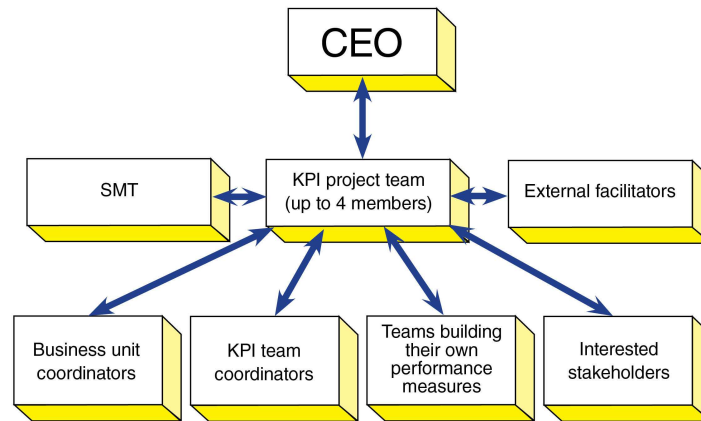 CEO
SMT
KPI project team
(up to 4 members)
External facilitators
Business unit
coordinators
KPI team
coordinators
Teams building
their own
performance
measures
Interested
stakeholders